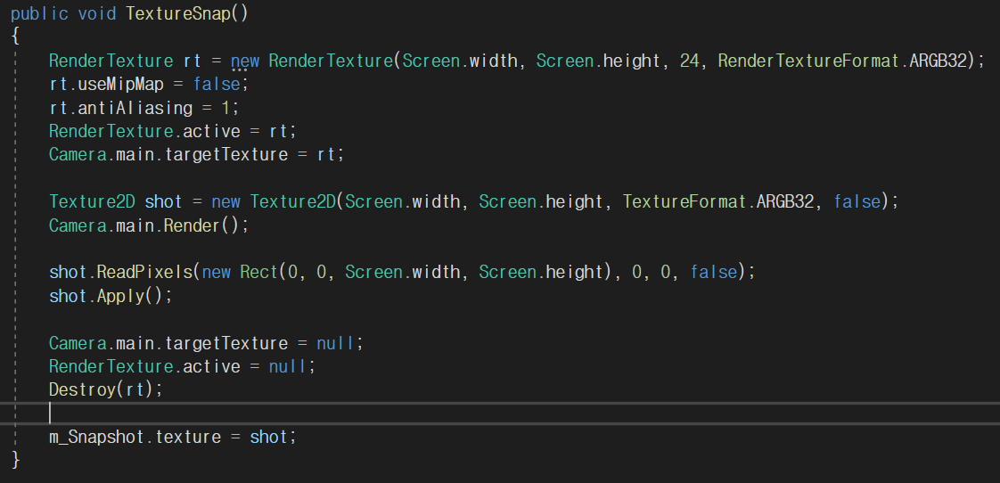 public void TextureSnap()
{
RenderTexture rt = new RenderTexture(Screen.width, Screen.height, 24, RenderTextureFormat.ARGB32);
rt.useMipMap = false;
rt.antiAliasing = 1;
RenderTexture.active = rt;
Camera.main.targetTexture = rt;
Texture2D shot = new Texture2D(Screen.width, Screen.height, TextureFormat.ARGB32, false);
Camera.main.Render();
shot.ReadPixels(new Rect(0, 0, Screen.width, Screen.height), 0, 0, false);
shot.Apply();
Camera.main.targetTexture = null;
RenderTexture.active = null;
Destroy(rt);
m_Snapshot.texture = shot;
}